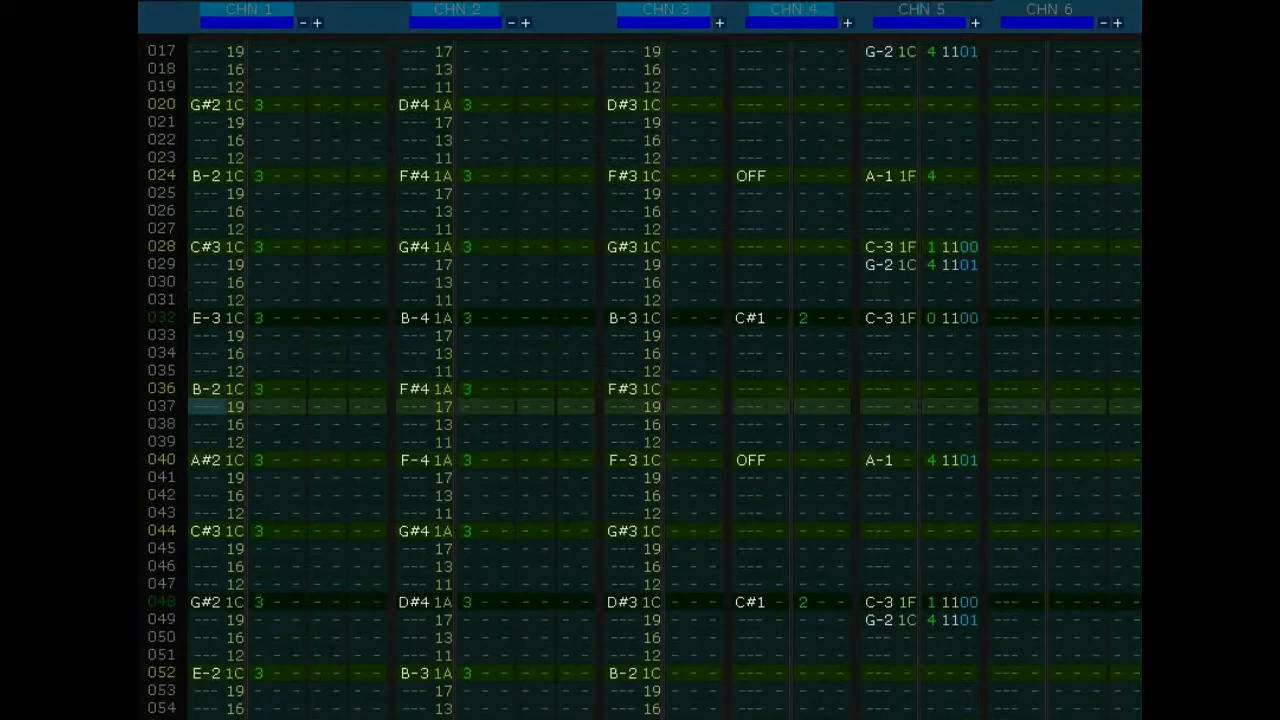 CHN 1 CHN 2 CHN 3 CHN 4 CHN 5 CHN 6
- + - + + + + - +
017 --- 19 --- 17 --- 19 G-2 1C 4 1101
018 --- 16 --- 13 --- 16
019 --- 12 --- 11 --- 12
020 G#2 1C 3 D#4 1A 3 D#3 1C
021 --- 19 --- 17 --- 19
022 --- 16 --- 13 --- 16
023 --- 12 --- 11 --- 12
024 B-2 1C 3 F#4 1A 3 F#3 1C OFF A-1 1F 4
025 --- 19 --- 17 --- 19
026 --- 16 --- 13 --- 16
027 --- 12 --- 11 --- 12
028 C#3 1C 3 G#4 1A 3 G#3 1C C-3 1F 1 1100
029 --- 19 --- 17 --- 19 G-2 1C 4 1101
030 --- 16 --- 13 --- 16
031 --- 12 --- 11 --- 12
032 E-3 1C 3 B-4 1A 3 B-3 1C C#1 2 C-3 1F 0 1100
033 --- 19 --- 17 --- 19
034 --- 16 --- 13 --- 16
035 --- 12 --- 11 --- 12
036 B-2 1C 3 F#4 1A 3 F#3 1C
037 --- 19 --- 17 --- 19
038 --- 16 --- 13 --- 16
039 --- 12 --- 11 --- 12
040 A#2 1C 3 F-4 1A 3 F-3 1C OFF A-1 4 1101
041 --- 19 --- 17 --- 19
042 --- 16 --- 13 --- 16
043 --- 12 --- 11 --- 12
044 C#3 1C 3 G#4 1A 3 G#3 1C
045 --- 19 --- 17 --- 19
046 --- 16 --- 13 --- 16
047 --- 12 --- 11 --- 12
048 G#2 1C 3 D#4 1A 3 D#3 1C C#1 2 C-3 1F 1 1100
049 --- 19 --- 17 --- 19 G-2 1C 4 1101
050 --- 16 --- 13 --- 16
051 --- 12 --- 11 --- 12
052 E-2 1C 3 B-3 1A 3 B-2 1C
053 --- 19 --- 17 --- 19
054 --- 16 --- 13 --- 16